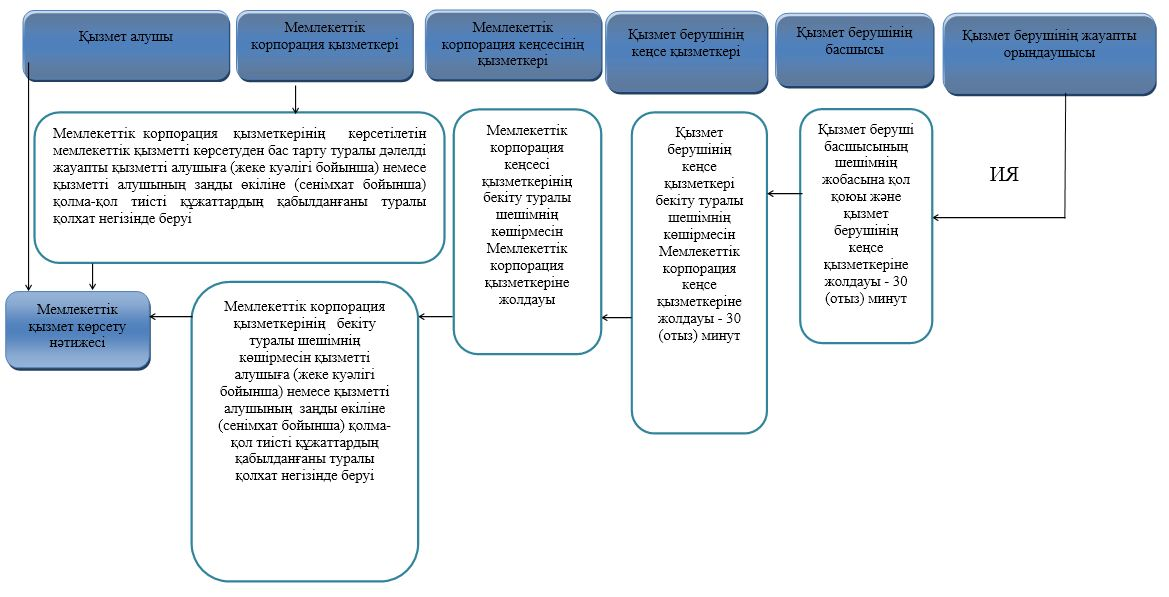 Қызмет алушы
Мемлекеттік
корпорация қызметкері
Мемлекеттік
корпорация кеңсесінің
қызметкері
Қызмет берушінің
кеңсе қызметкері
Қызмет берушінің
басшысы
Қызмет берушінің жауапты
орындаушысы
Мемлекеттік корпорация қызметкерінің көрсетілетін
мемлекеттік қызметті көрсетуден бас тарту туралы дәлелді
жауапты қызметті алушыға (жеке куәлігі бойынша) немесе
қызметті алушының заңды өкіліне (сенімхат бойынша)
қолма-қол тиісті құжаттардың қабылданғаны туралы
қолхат негізінде беруі
Мемлекеттік
корпорация
кеңсесі
қызметкерінің
бекіту туралы
шешімнің
көшірмесін
Мемлекеттік
корпорация
қызметкеріне
жолдауы
Қызмет
берушінің
кеңсе
қызметкері
бекіту туралы
шешімнің
көшірмесін
Мемлекеттік
корпорация
кеңсе
қызметкеріне
жолдауы - 30
(отыз) минут
Қызмет беруші
басшысының
шешімнің
жобасына қол
қоюы және
қызмет
берушінің
кеңсе
қызметкеріне
жолдауы - 30
(отыз) минут
ИЯ
Мемлекеттік
қызмет көрсету
нәтижесі
Мемлекеттік корпорация
қызметкерінің бекіту
туралы шешімнің
көшірмесін қызметті
алушыға (жеке куәлігі
бойынша) немесе қызметті
алушының заңды өкіліне
(сенімхат бойынша) қолма-
қол тиісті құжаттардың
қабылданғаны туралы
қолхат негізінде беруі